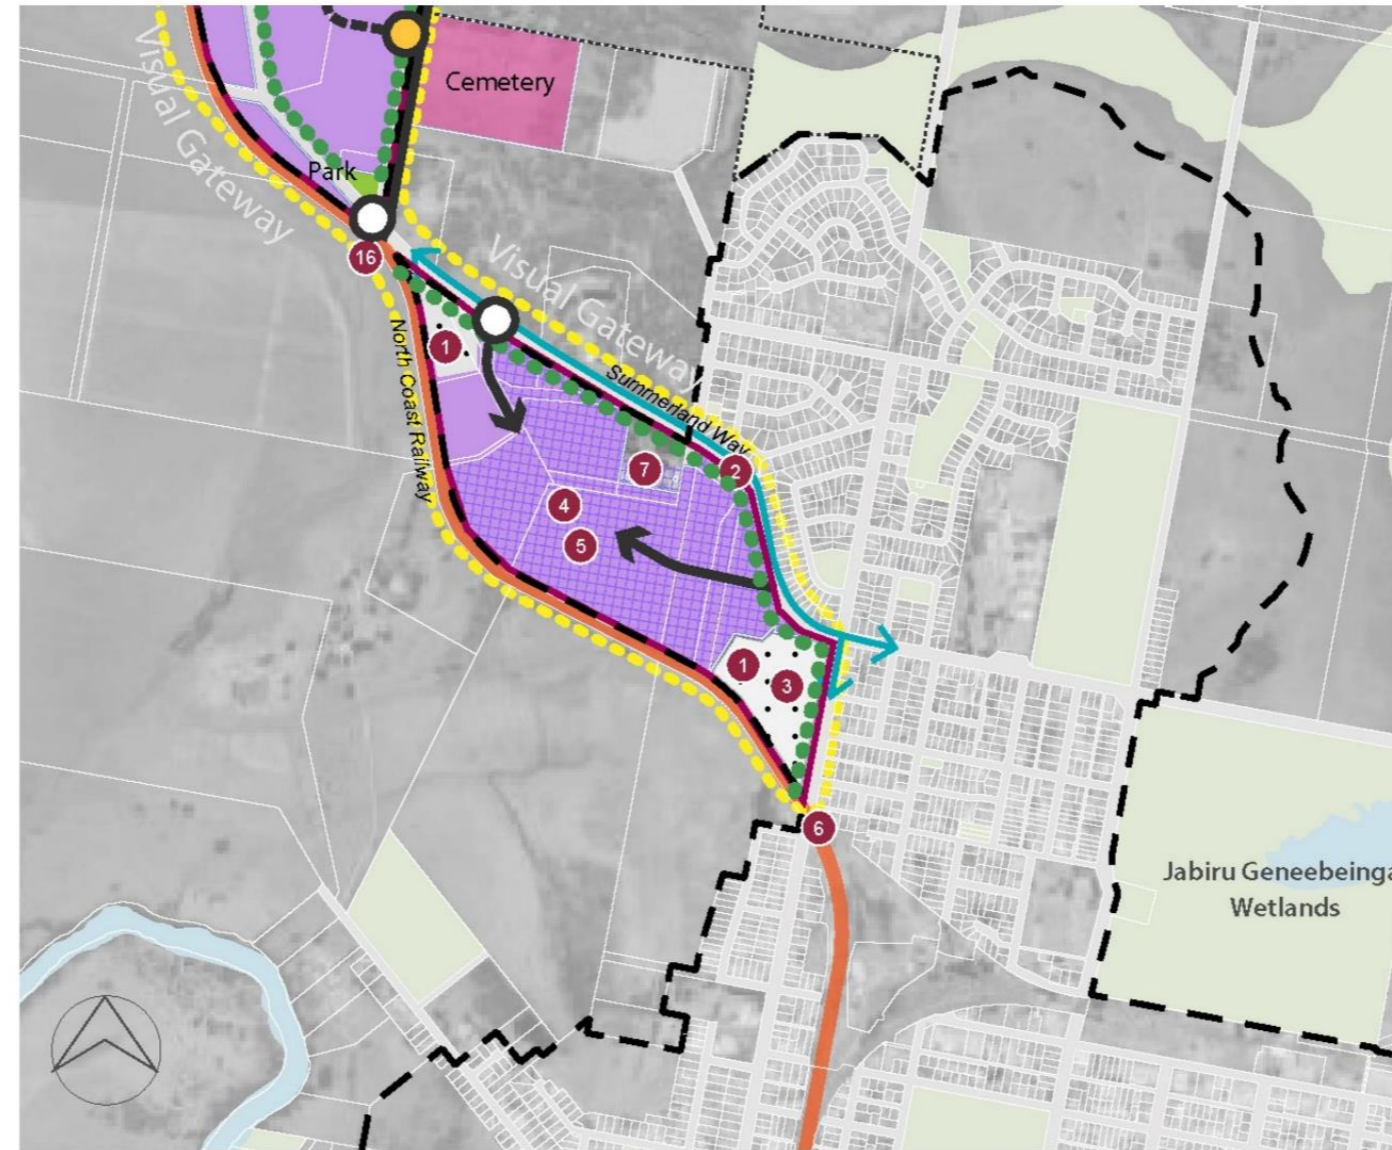 Cemetery
Visual Gateway
Park
16
Visual Gateway
1
North Coast Railway
Summerland Way
7
2
4
5
1
3
6
Jabiru Geneebeinga
Wetlands